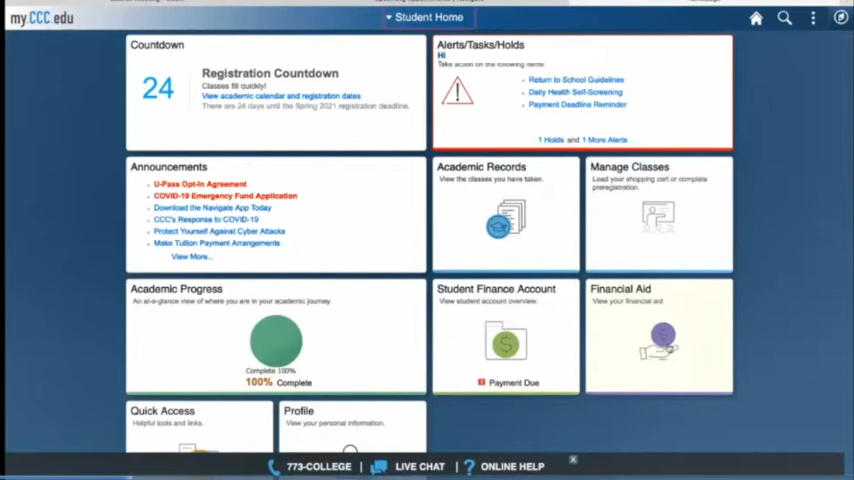 my.CCC.edu
Student Home
Countdown
24
Registration Countdown
Classes fill quickly!
View academic calendar and registration dates
There are 24 days until the Spring 2021 registration deadline.
Alerts/Tasks/Holds
Hi
Take action on the following items:
Return to School Guidelines
Daily Health Self-Screening
Payment Deadline Reminder
1 Holds and 1 More Alerts
Announcements
U-Pass Opt-In Agreement
COVID-19 Emergency Fund Application
Download the Navigate App Today
CCC's Response to COVID-19
Protect Yourself Against Cyber Attacks
Make Tuition Payment Arrangements
View More...
Academic Records
View the classes you have taken.
Manage Classes
Load your shopping cart or complete
preregistration.
Academic Progress
An at-a-glance view of where you are in your academic journey.
Complete 100%
100% Complete
Student Finance Account
View student account overview.
$
Payment Due
Financial Aid
View your financial aid
$
Quick Access
Helpful tools and links.
Profile
View your personal information.
773-COLLEGE | LIVE CHAT | ? ONLINE HELP
x